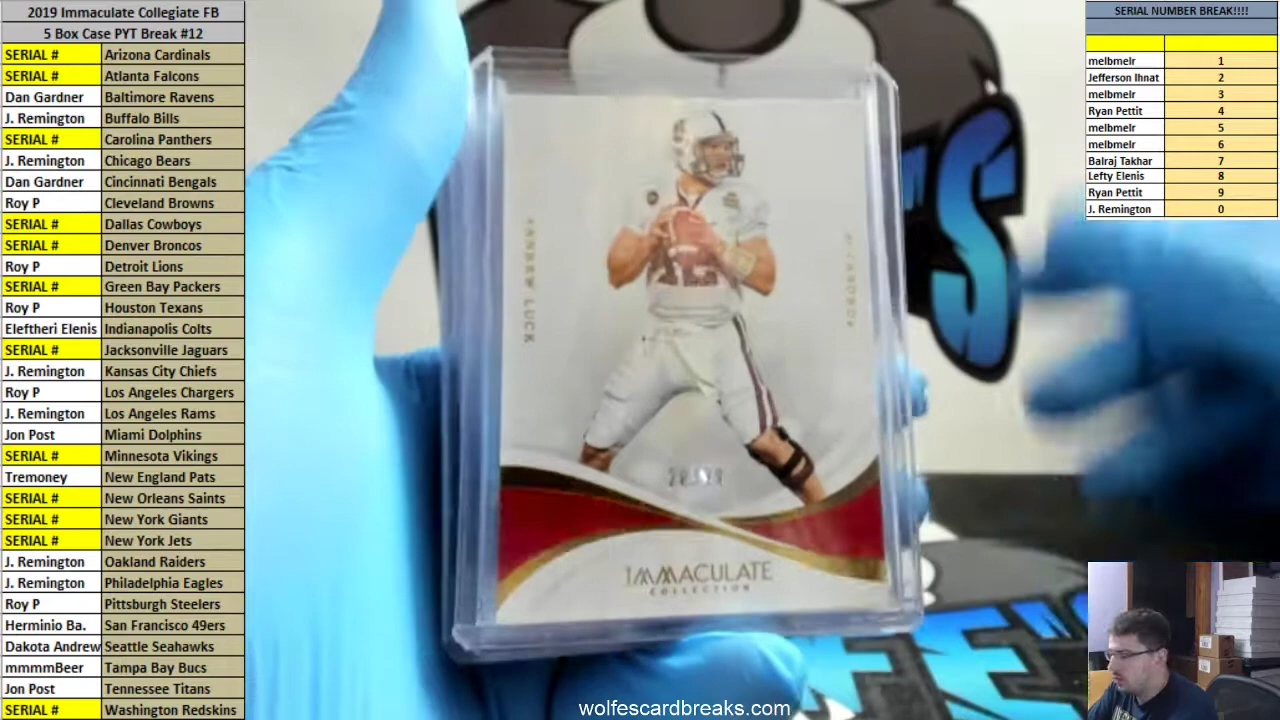 2019 Immaculate Collegiate FB
5 Box Case PYT Break #12
SERIAL # Arizona Cardinals
SERIAL # Atlanta Falcons
Dan Gardner Baltimore Ravens
J. Remington Buffalo Bills
SERIAL # Carolina Panthers
J. Remington Chicago Bears
Dan Gardner Cincinnati Bengals
Roy P Cleveland Browns
SERIAL # Dallas Cowboys
SERIAL # Denver Broncos
Roy P Detroit Lions
SERIAL # Green Bay Packers
Roy P Houston Texans
Eleftheri Elenis Indianapolis Colts
SERIAL # Jacksonville Jaguars
J. Remington Kansas City Chiefs
Roy P Los Angeles Chargers
J. Remington Los Angeles Rams
Jon Post Miami Dolphins
SERIAL # Minnesota Vikings
Tremoney New England Pats
SERIAL # New Orleans Saints
SERIAL # New York Giants
SERIAL # New York Jets
J. Remington Oakland Raiders
J. Remington Philadelphia Eagles
Roy P Pittsburgh Steelers
Herminio Ba. San Francisco 49ers
Dakota Andrew Seattle Seahawks
mmmmBeer Tampa Bay Bucs
Jon Post Tennessee Titans
SERIAL # Washington Redskins
ANDREW LUCK
STANFORD
12
IMMACULATE
COLLECTION
wolfescardbreaks.com
SERIAL NUMBER BREAK!!!!
melbmelr 1
Jefferson Ihnat 2
melbmelr 3
Ryan Pettit 4
melbmelr 5
melbmelr 6
Balraj Takhar 7
Lefty Elenis 8
Ryan Pettit 9
J. Remington 0